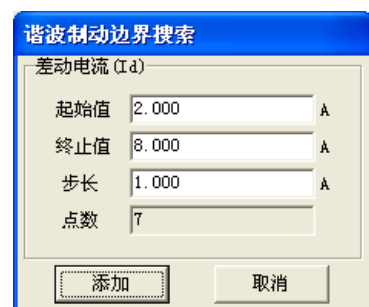 谐波制动边界搜索
差动电流(Id)
起始值 2.000 A
终止值 8.000 A
步长 1.000 A
点数 7
添加 取消